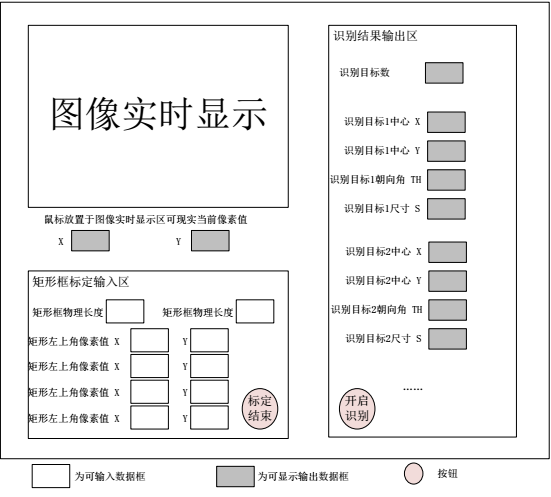 图像实时显示
鼠标放置于图像实时显示区可现实当前像素值
X Y
矩形框标定输入区
矩形框物理长度 矩形框物理长度
矩形左上角像素值 X Y
矩形左上角像素值 X Y
矩形左上角像素值 X Y
矩形左上角像素值 X Y
标定
结束
识别结果输出区
识别目标数
识别目标1中心 X
识别目标1中心 Y
识别目标1朝向角 TH
识别目标1尺寸 S
识别目标2中心 X
识别目标2中心 Y
识别目标2朝向角 TH
识别目标2尺寸 S
……
开启
识别
为可输入数据框 为可显示输出数据框 按钮